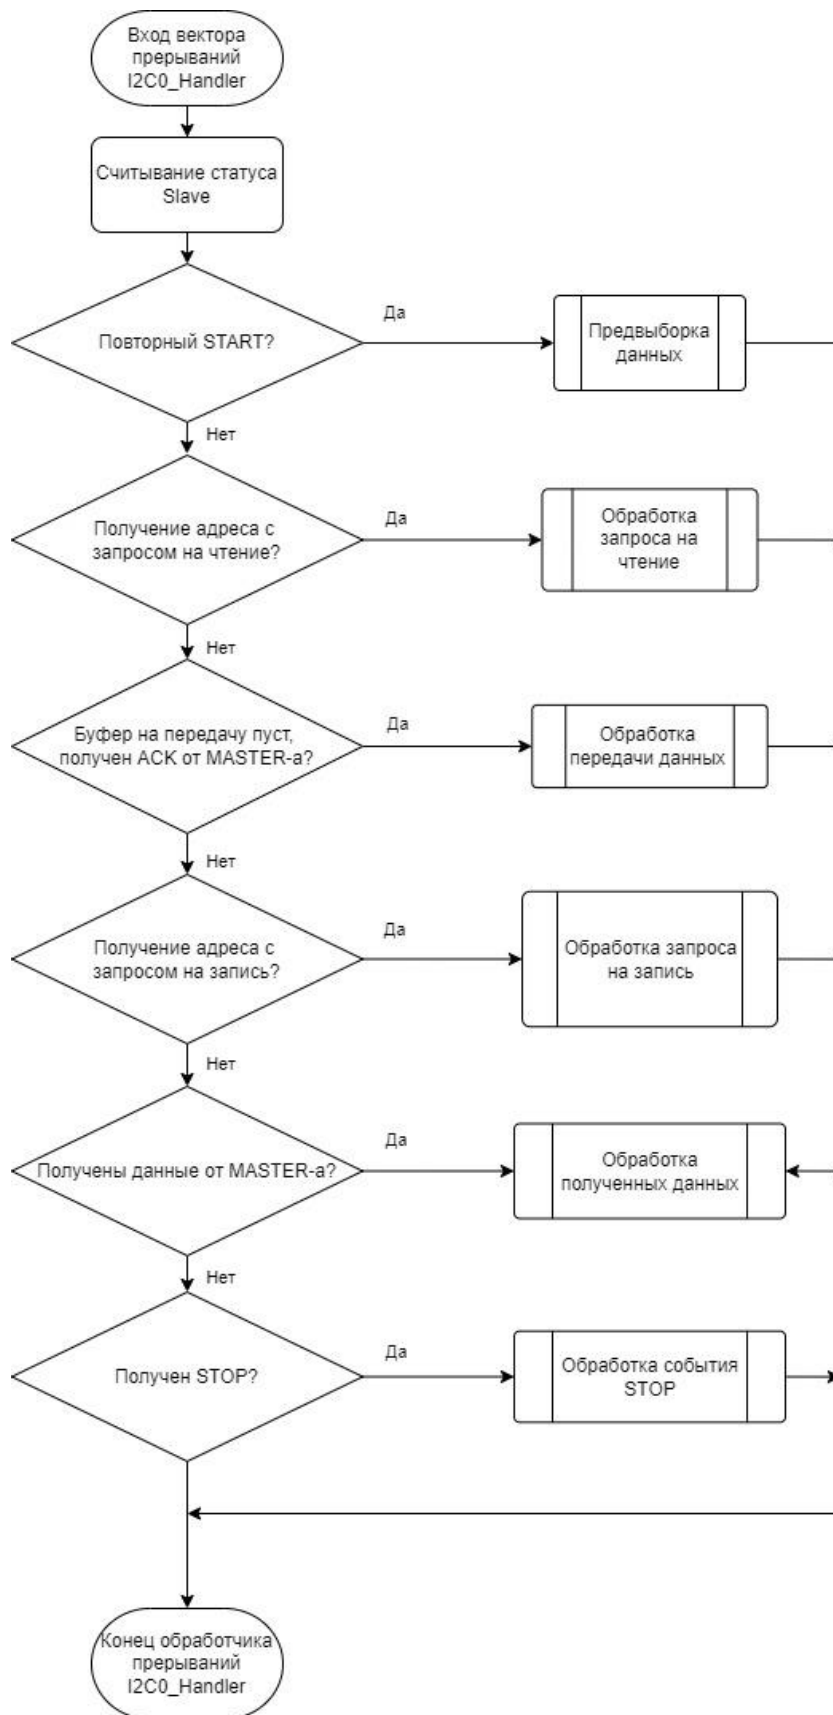 Вход вектора
прерываний
I2C0_Handler
Считывание статуса
Slave
Повторный START?
Да
Предвыборка
данных
Нет
Получение адреса с
запросом на чтение?
Да
Обработка
запроса на
чтение
Нет
Буфер на передачу пуст,
получен ACK от MASTER-а?
Да
Обработка
передачи данных
Нет
Получение адреса с
запросом на запись?
Да
Обработка запроса
на запись
Нет
Получены данные от MASTER-а?
Да
Обработка
полученных данных
Нет
Получен STOP?
Да
Обработка события
STOP
Конец обработчика
прерываний
I2C0_Handler